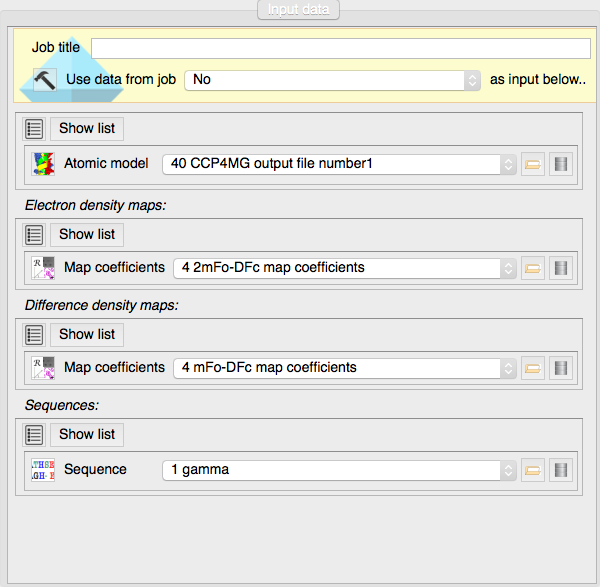 Input data
Job title
Use data from job No as input below..
Show list
Atomic model 40 CCP4MG output file number1
Electron density maps:
Show list
Map coefficients 4 2mFo-DFc map coefficients
Difference density maps:
Show list
Map coefficients 4 mFo-DFc map coefficients
Sequences:
Show list
Sequence 1 gamma